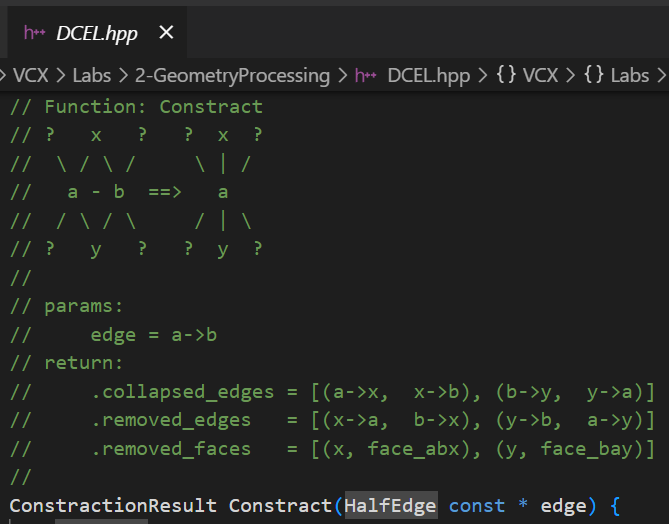 h++ DCEL.hpp ✕
> VCX > Labs > 2-GeometryProcessing > h++ DCEL.hpp > {} VCX > {} Labs >
// Function: Constract
// ?   x   ?   ?  x  ?
//  \ / \ /     \ | /
//   a - b  ==>   a
//  / \ / \     / | \
// ?   y   ?   ?  y  ?
//
// params:
//     edge = a->b
// return:
//     .collapsed_edges = [(a->x,  x->b), (b->y,  y->a)]
//     .removed_edges   = [(x->a,  b->x), (y->b,  a->y)]
//     .removed_faces   = [(x, face_abx), (y, face_bay)]
//
ConstractionResult Constract(HalfEdge const * edge) {